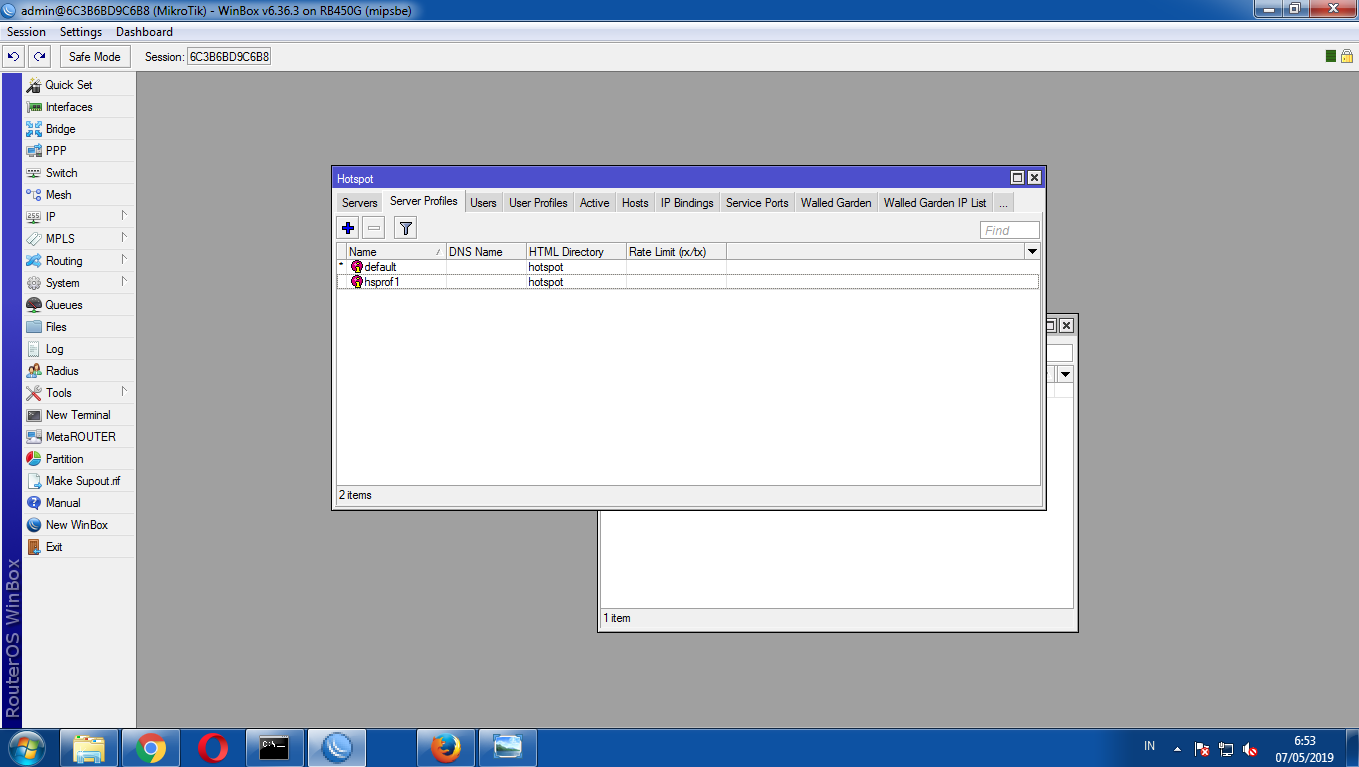 admin@6C3B6BD9C6B8 (MikroTik) - WinBox v6.36.3 on RB450G (mipsbe)
Session Settings Dashboard
Safe Mode Session: 6C3B6BD9C6B8
Quick Set
Interfaces
Bridge
PPP
Switch
Mesh
IP
MPLS
Routing
System
Queues
Files
Log
Radius
Tools
New Terminal
MetaROUTER
Partition
Make Supout.rif
Manual
New WinBox
Exit
RouterOS WinBox
Hotspot
Servers Server Profiles Users User Profiles Active Hosts IP Bindings Service Ports Walled Garden Walled Garden IP List ...
Find
Name / DNS Name HTML Directory Rate Limit (rx/tx)
* default hotspot
hsprof1 hotspot
2 items
1 item
C:\_
IN
6:53
07/05/2019